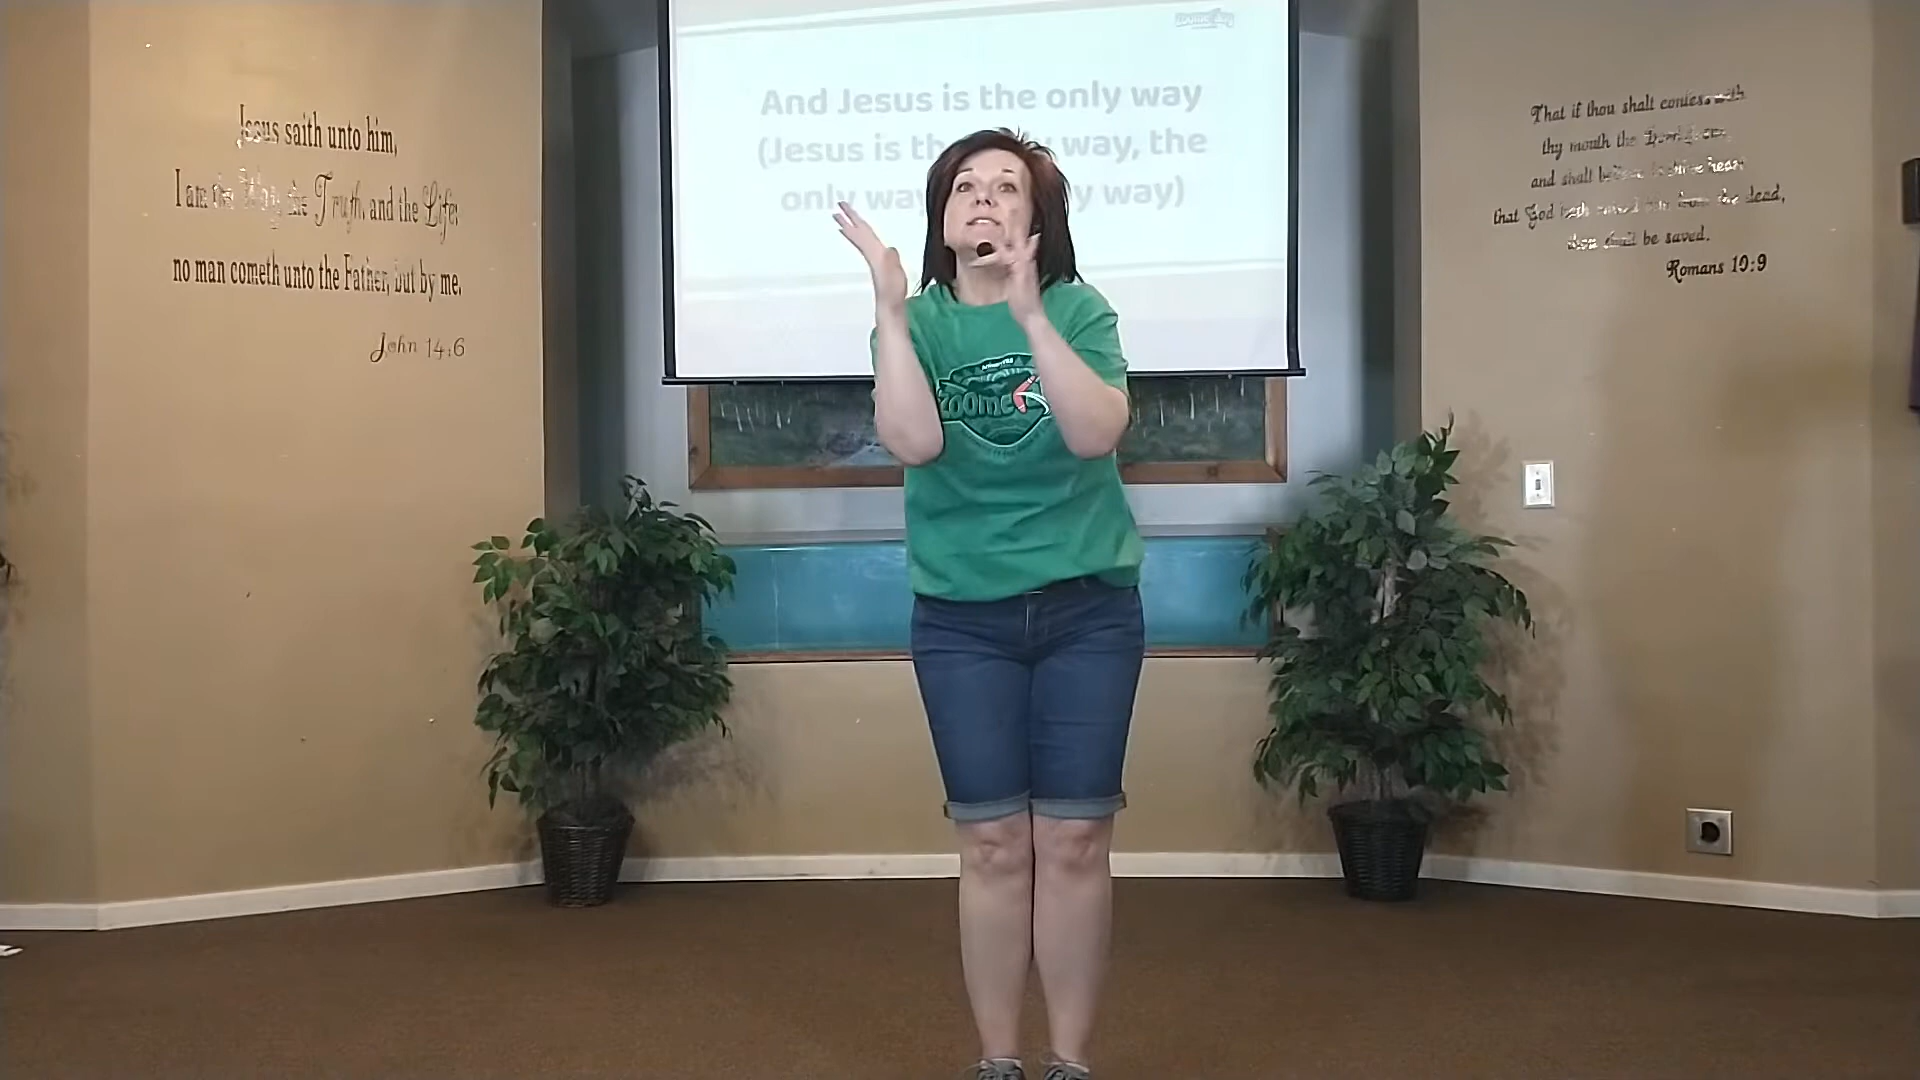 Jesus saith unto him,
I am the Way, the Truth, and the Life:
no man cometh unto the Father, but by me.
John 14:6
And Jesus is the only way
(Jesus is the only way, the
only way way)
That if thou shalt confess with
thy mouth the
and shalt believe in thine heart
that God hath raised him from the dead,
thou shalt be saved.
Romans 10:9